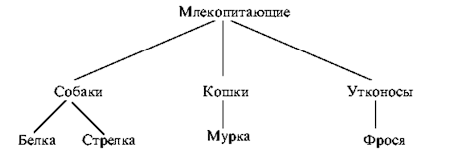 Млекопитающие
Собаки Кошки Утконосы
Белка Стрелка Мурка Фрося